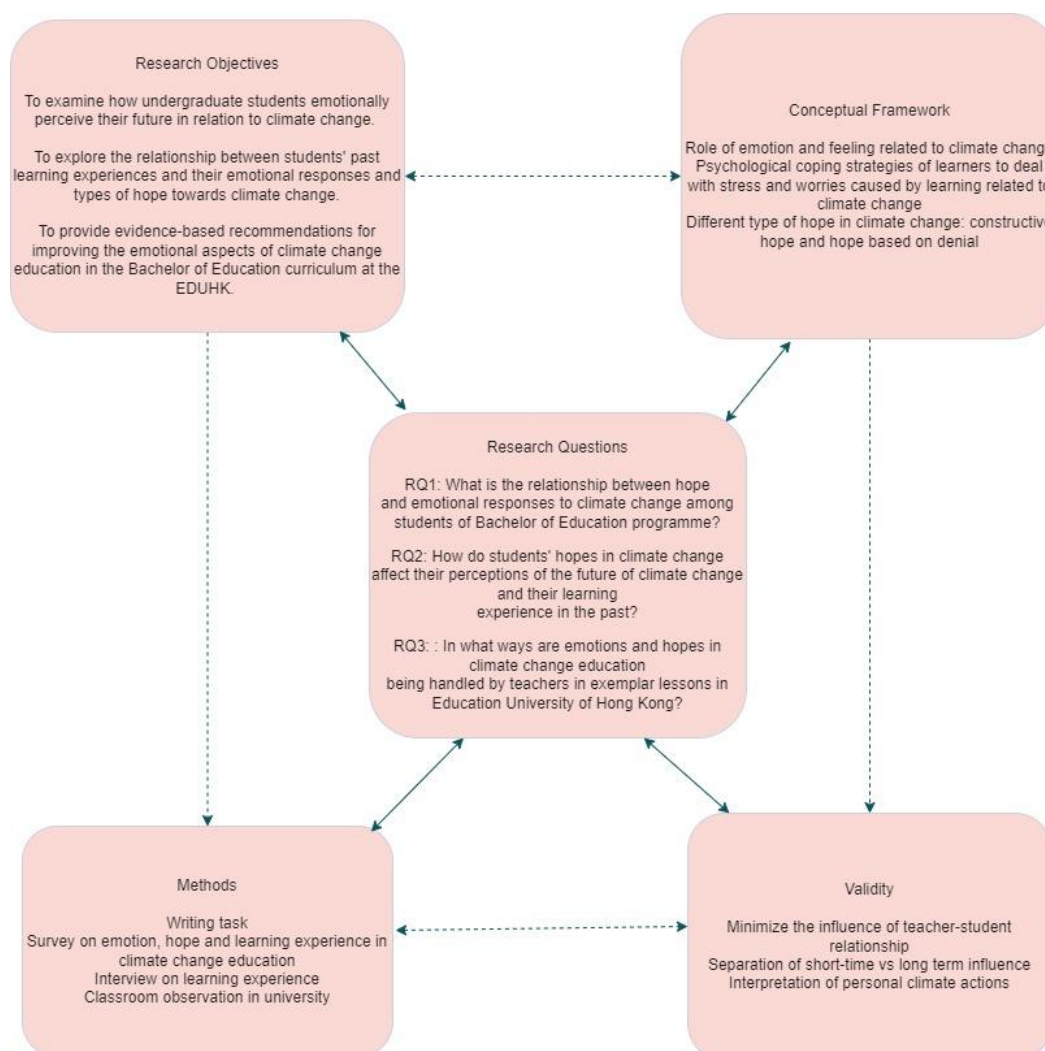 Research Objectives
To examine how undergraduate students emotionally
perceive their future in relation to climate change.
To explore the relationship between students' past
learning experiences and their emotional responses and
types of hope towards climate change.
To provide evidence-based recommendations for
improving the emotional aspects of climate change
education in the Bachelor of Education curriculum at the
EDUHK.
Conceptual Framework
Role of emotion and feeling related to climate chang
Psychological coping strategies of learners to deal
with stress and worries caused by learning related to
climate change
Different type of hope in climate change: constructive
hope and hope based on denial
Research Questions
RQ1: What is the relationship between hope
and emotional responses to climate change among
students of Bachelor of Education programme?
RQ2: How do students' hopes in climate change
affect their perceptions of the future of climate change
and their learning
experience in the past?
RQ3: : In what ways are emotions and hopes in
climate change education
being handled by teachers in exemplar lessons in
Education University of Hong Kong?
Methods
Writing task
Survey on emotion, hope and learning experience in
climate change education
Interview on learning experience
Classroom observation in university
Validity
Minimize the influence of teacher-student
relationship
Separation of short-time vs long term influence
Interpretation of personal climate actions